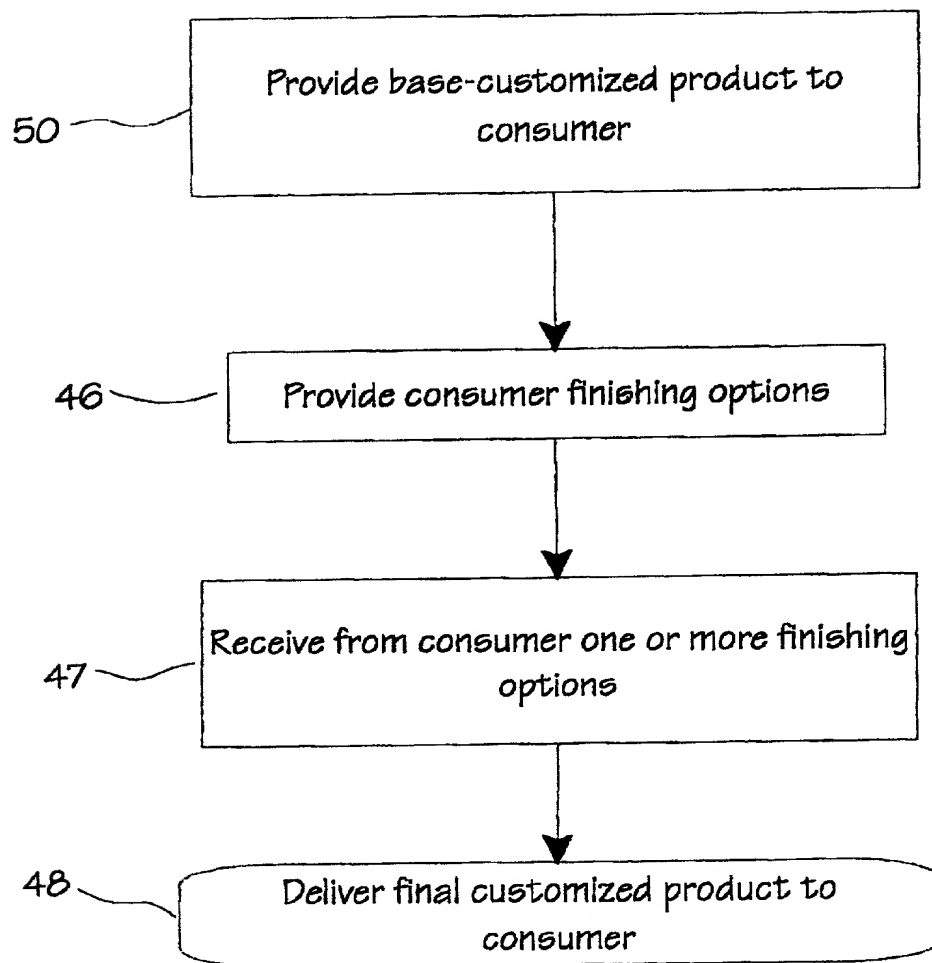 Provide base-customized product to
consumer
50
46
Provide consumer finishing options
Receive from consumer one or more finishing
options
47
48
Deliver final customized product to
consumer